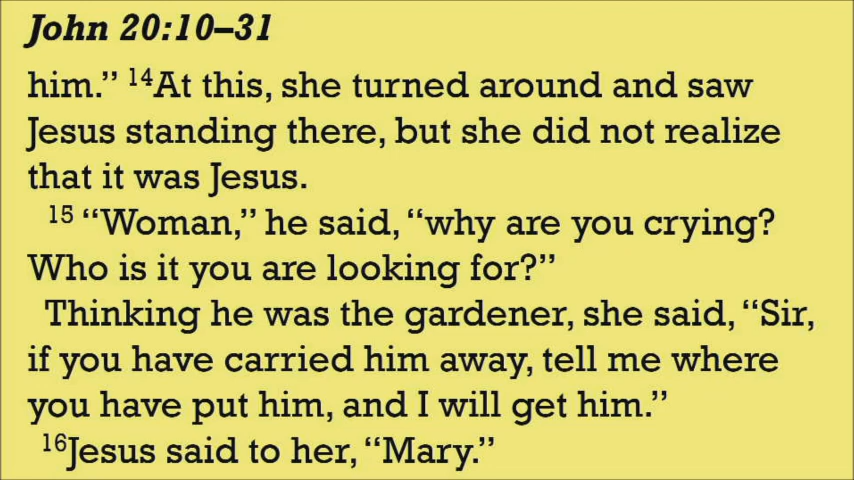 John 20:10–31
him.” ¹⁴At this, she turned around and saw
Jesus standing there, but she did not realize
that it was Jesus.
¹⁵ “Woman,” he said, “why are you crying?
Who is it you are looking for?”
Thinking he was the gardener, she said, “Sir,
if you have carried him away, tell me where
you have put him, and I will get him.”
¹⁶Jesus said to her, “Mary.”